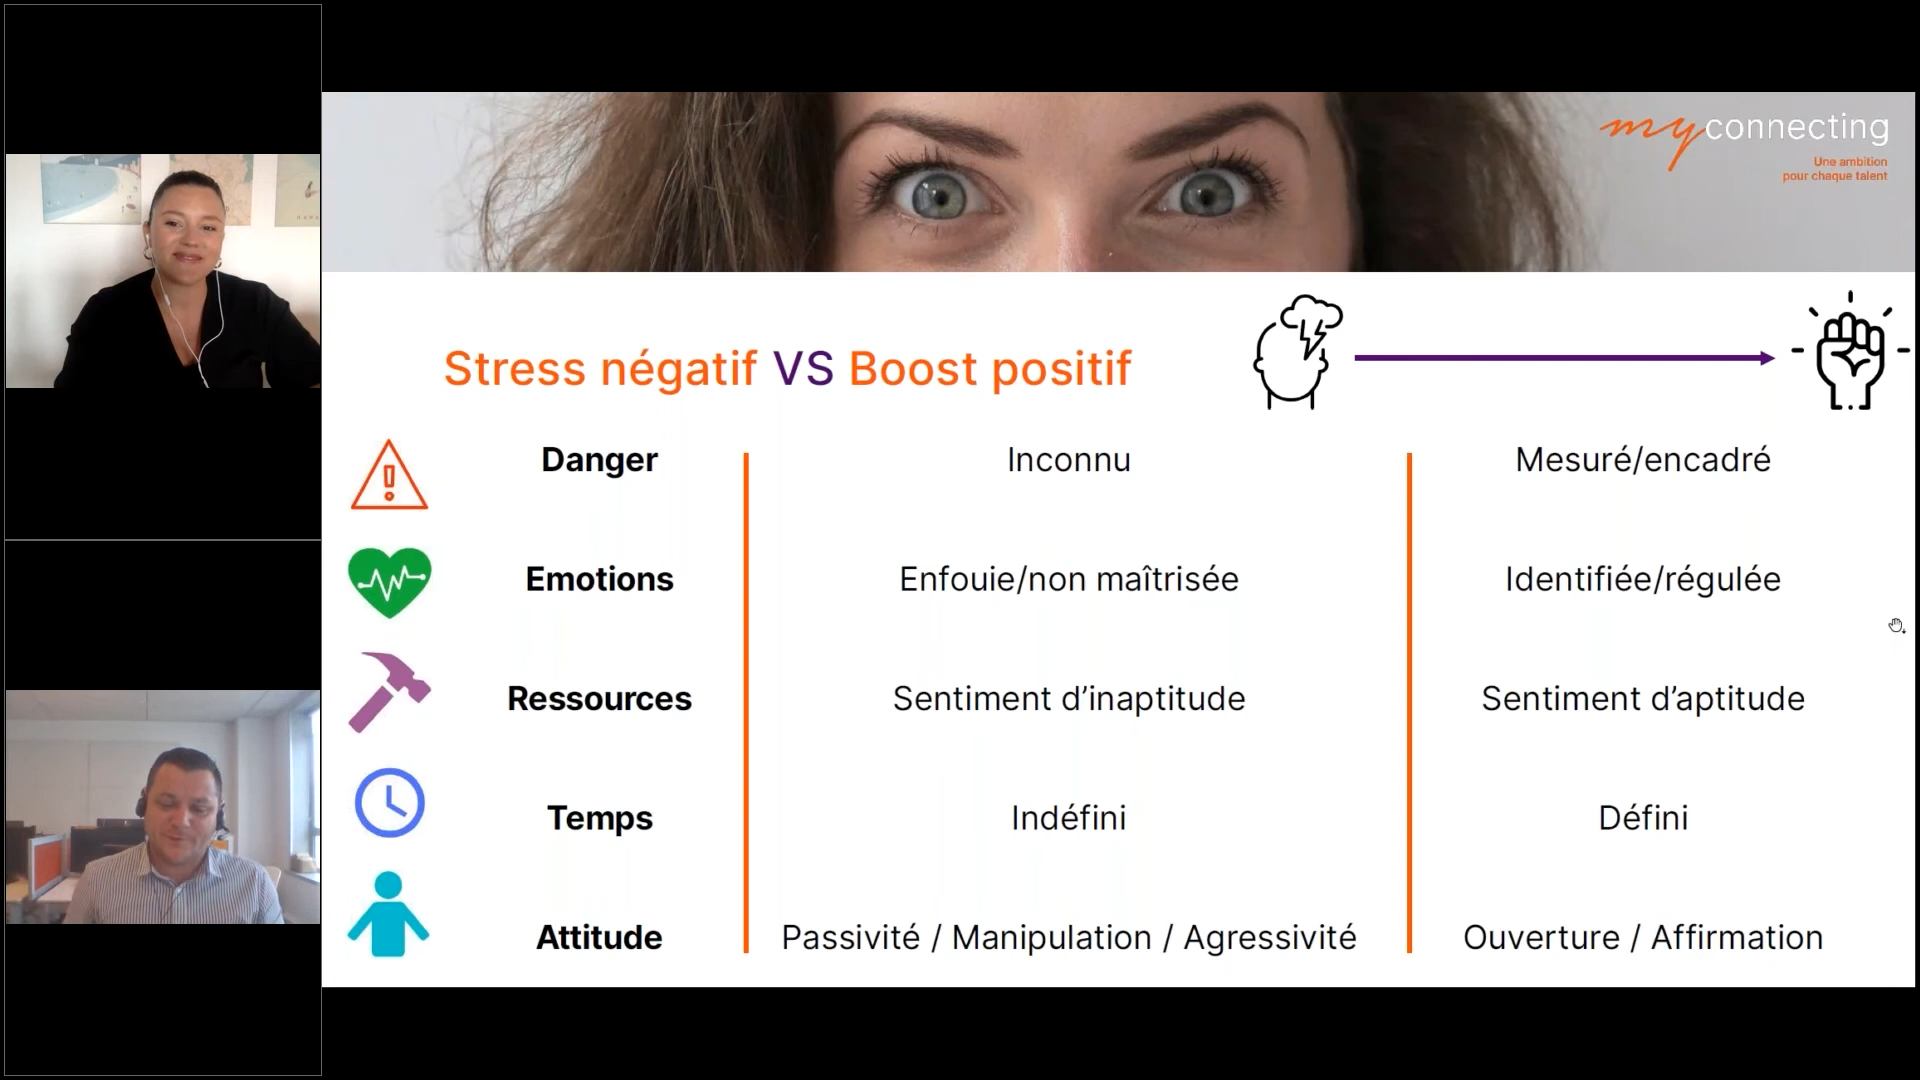 myconnecting
Une ambition
pour chaque talent
Stress négatif VS Boost positif
Danger Inconnu Mesuré/encadré
Emotions Enfouie/non maîtrisée Identifiée/régulée
Ressources Sentiment d’inaptitude Sentiment d’aptitude
Temps Indéfini Défini
Attitude Passivité / Manipulation / Agressivité Ouverture / Affirmation